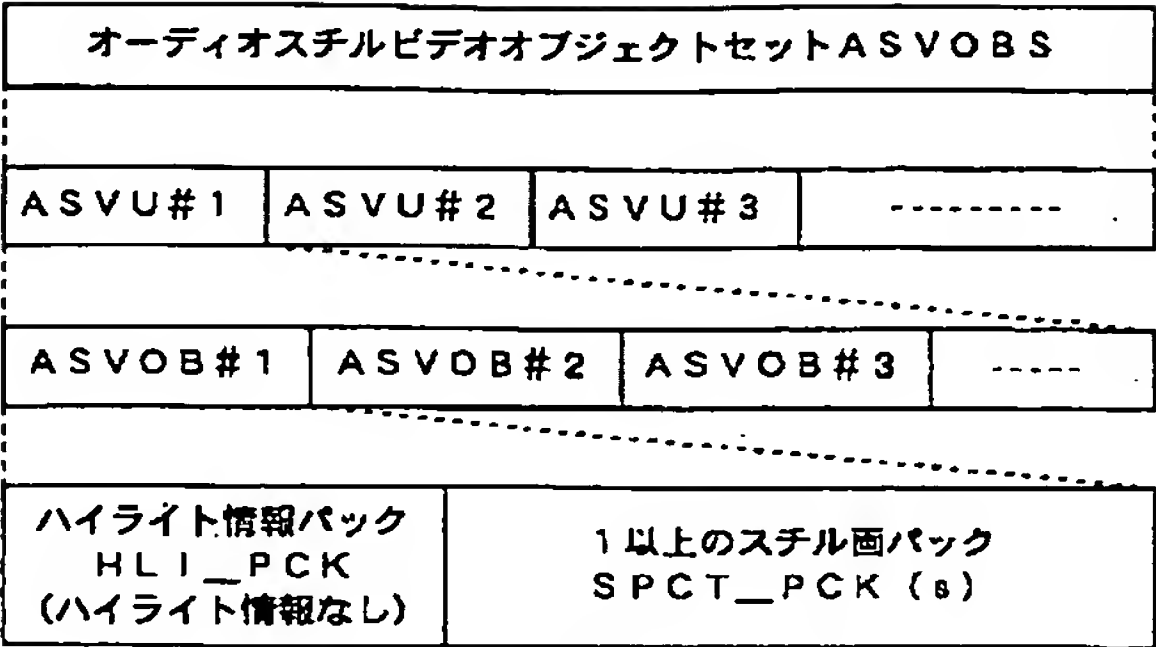 オーディオスチルビデオオブジェクトセットASVOBS
ASVU#1 ASVU#2 ASVU#3 ---------
ASVOB#1 ASVOB#2 ASVOB#3 -----
ハイライト情報パック
HLI_PCK
(ハイライト情報なし)
1以上のスチル画パック
SPCT_PCK(s)